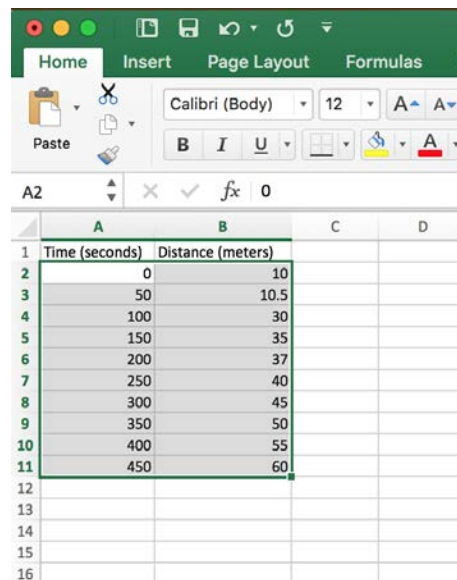 Home Insert Page Layout Formulas
Paste
Calibri (Body) 12 A A
B I U A
A2 fx 0
A B C D
1 Time (seconds) Distance (meters)
2 0 10
3 50 10.5
4 100 30
5 150 35
6 200 37
7 250 40
8 300 45
9 350 50
10 400 55
11 450 60
12
13
14
15
16